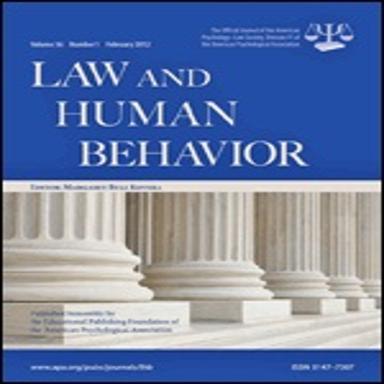 The Official Journal of the American
Psychology-Law Society, Division 41 of
the American Psychological Association
Volume 36 Number 1 February 2012
LAW AND
HUMAN
BEHAVIOR
EDITOR: MARGARET BULL KOVERA
Published bimonthly by
the Educational Publishing Foundation of
the American Psychological Association
www.apa.org/pubs/journals/lhb
ISSN 0147-7307